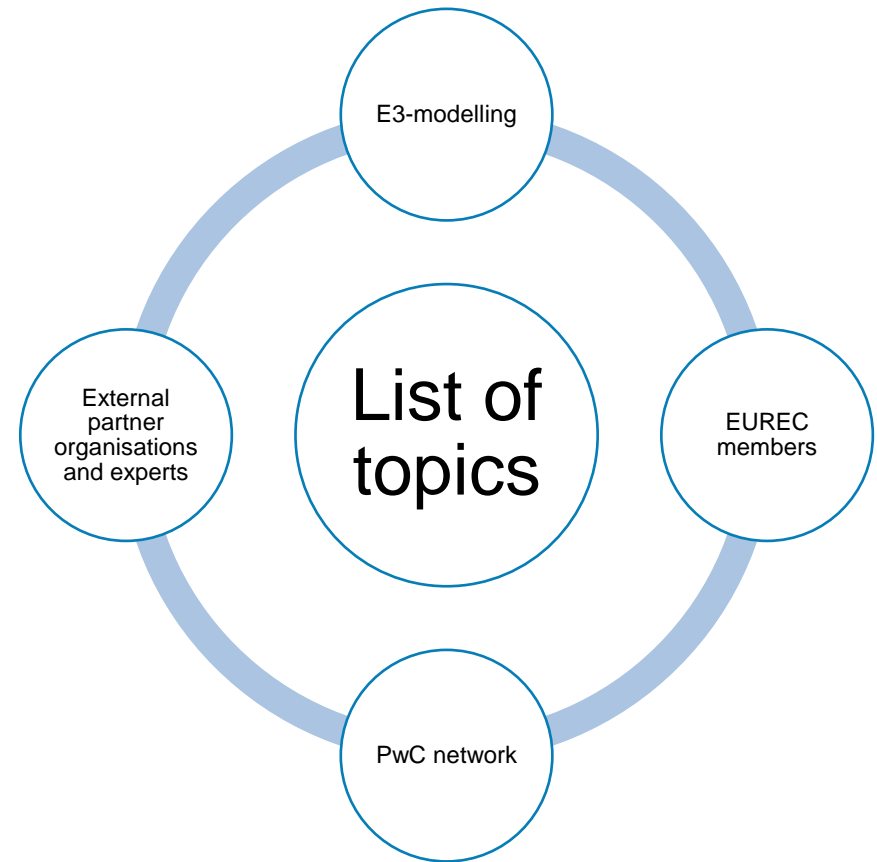 E3-modelling
External
partner
organisations
and experts
List of
topics
EUREC
members
PwC network